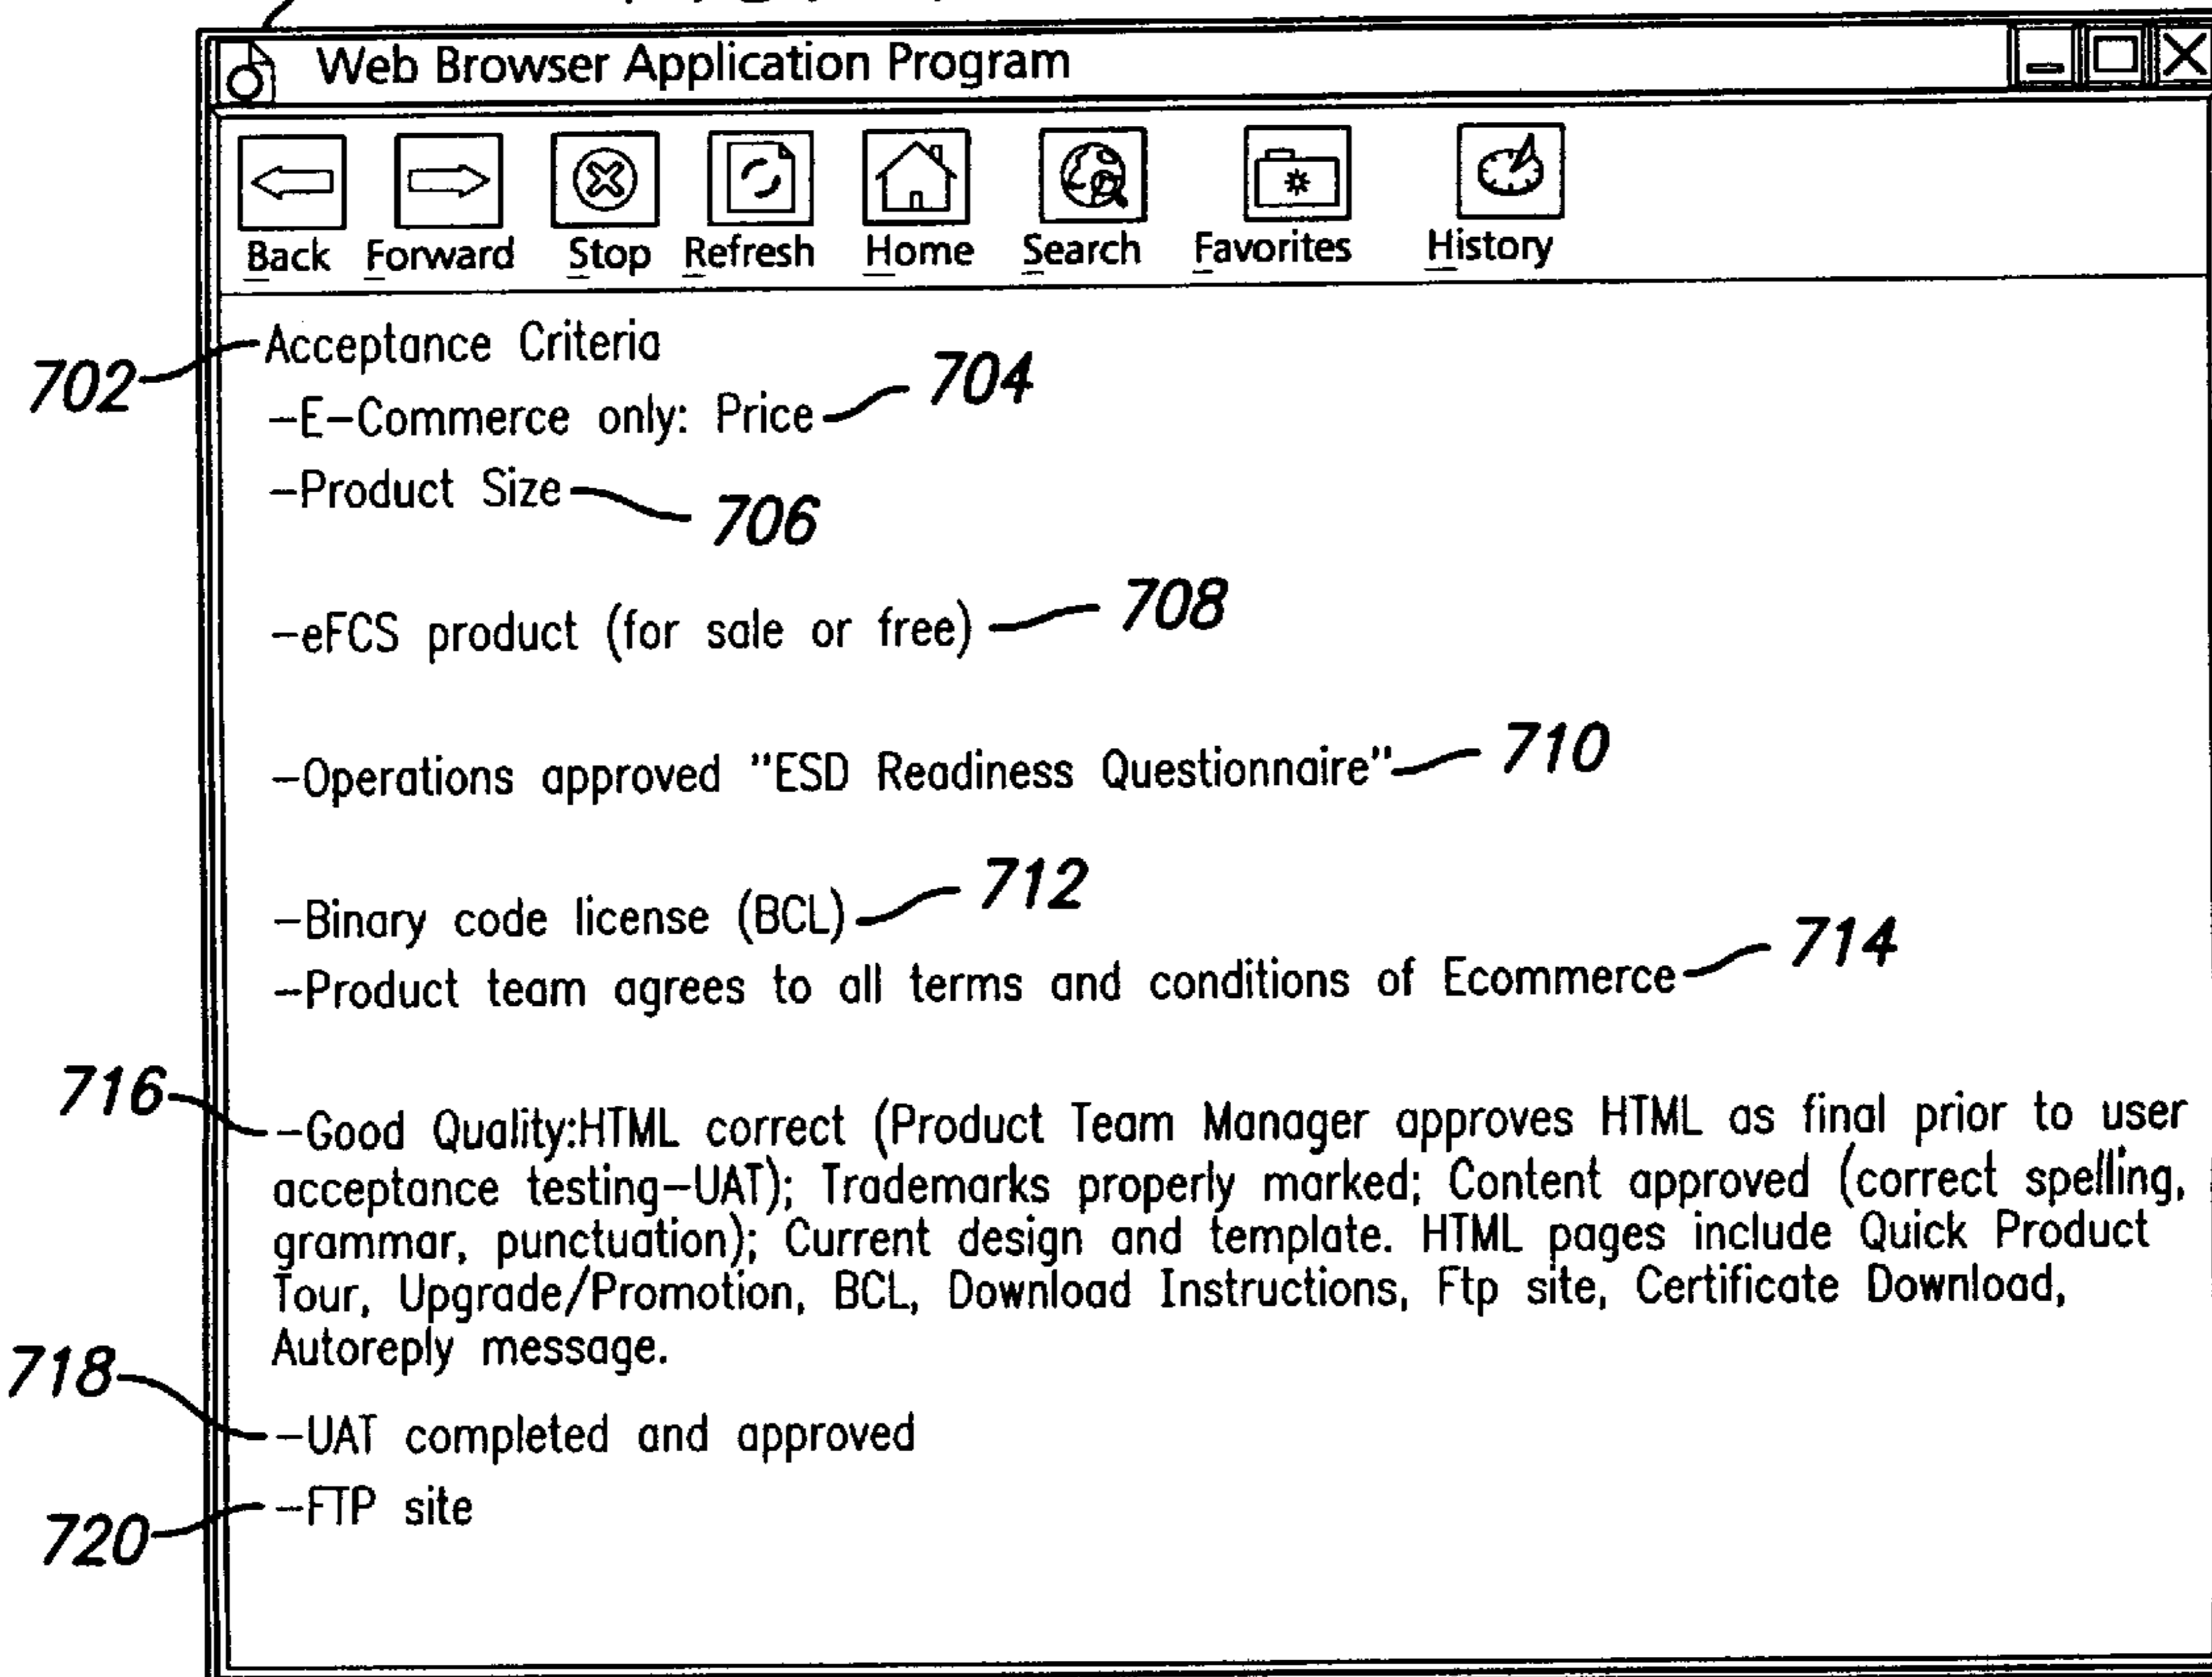 Web Browser Application Program
Back Forward Stop Refresh Home Search Favorites History
702 Acceptance Criteria
-E-Commerce only: Price 704
-Product Size 706
-eFCS product (for sale or free) 708
-Operations approved "ESD Readiness Questionnaire" 710
-Binary code license (BCL) 712
-Product team agrees to all terms and conditions of Ecommerce 714
716 -Good Quality:HTML correct (Product Team Manager approves HTML as final prior to user
acceptance testing-UAT); Trademarks properly marked; Content approved (correct spelling,
grammar, punctuation); Current design and template. HTML pages include Quick Product
Tour, Upgrade/Promotion, BCL, Download Instructions, Ftp site, Certificate Download,
Autoreply message.
718 -UAT completed and approved
720 -FTP site